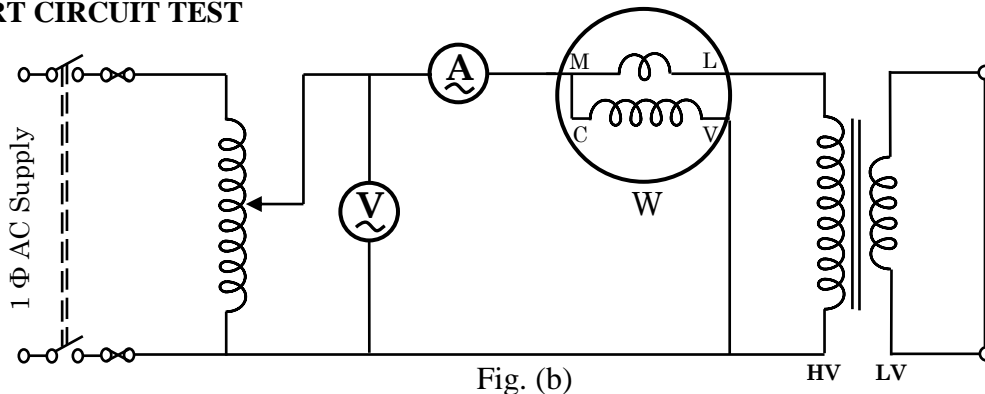 RT CIRCUIT TEST
A
M
L
C
V
V
W
1 Φ AC Supply
Fig. (b)
HV
LV